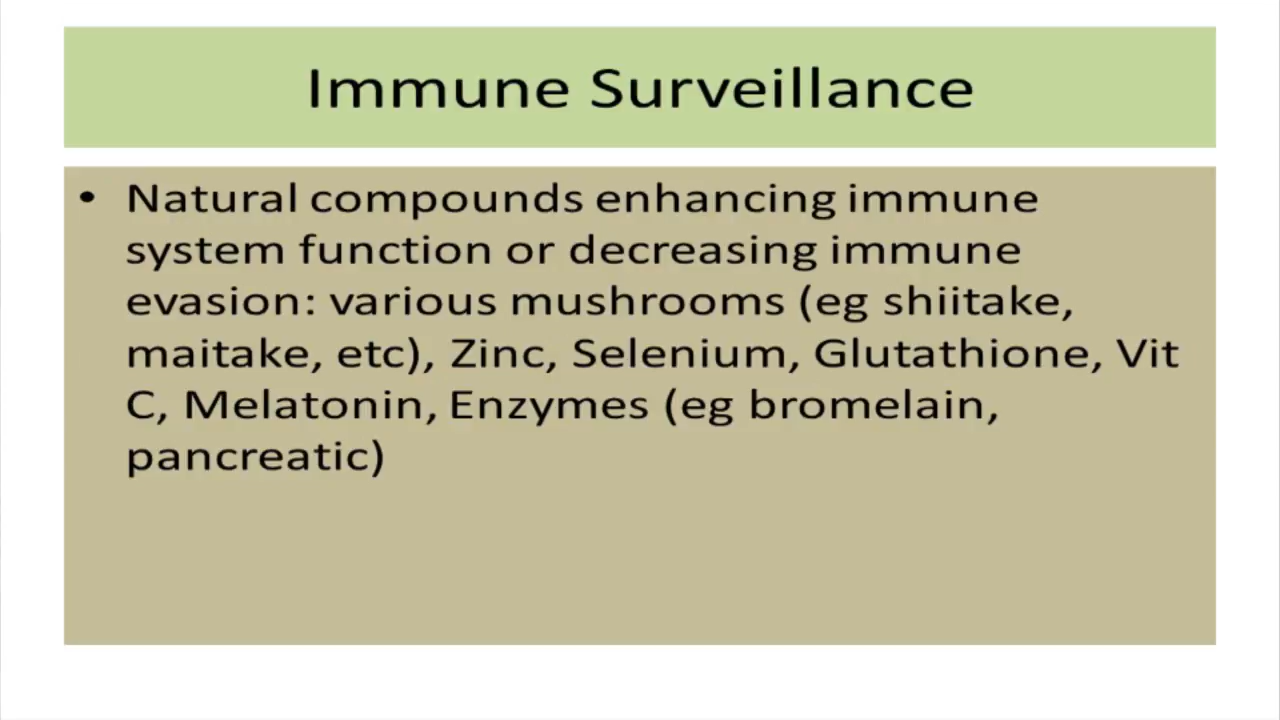 Immune Surveillance
• Natural compounds enhancing immune
system function or decreasing immune
evasion: various mushrooms (eg shiitake,
maitake, etc), Zinc, Selenium, Glutathione, Vit
C, Melatonin, Enzymes (eg bromelain,
pancreatic)